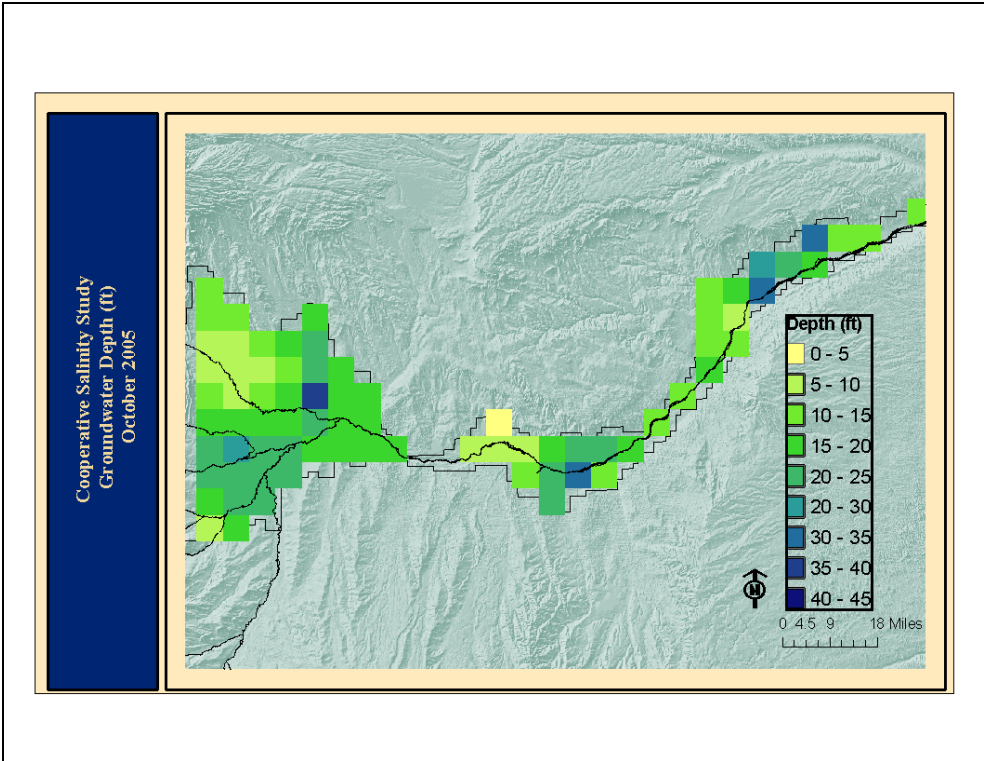 Cooperative Salinity Study
Groundwater Depth (ft)
October 2005
Depth (ft)
0 - 5
5 - 10
10 - 15
15 - 20
20 - 25
20 - 30
30 - 35
35 - 40
40 - 45
N
0 4.5 9 18 Miles